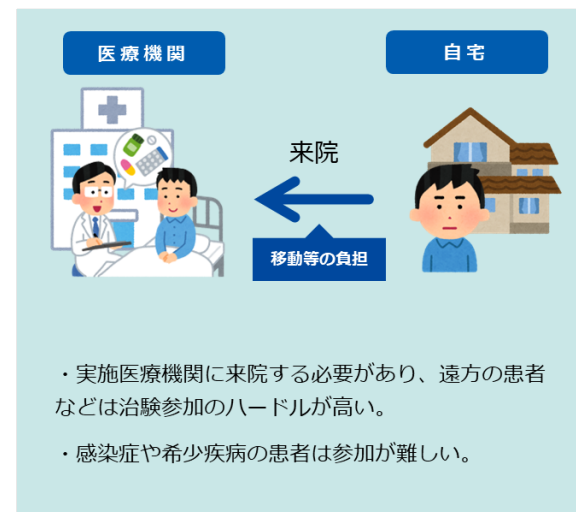 医療機関
自宅
来院
移動等の負担
・実施医療機関に来院する必要があり、遠方の患者
などは治験参加のハードルが高い。
・感染症や希少疾病の患者は参加が難しい。